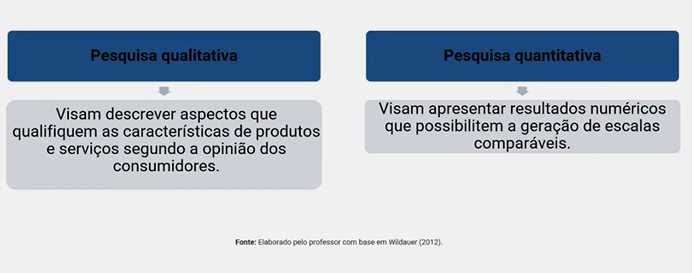 Pesquisa qualitativa
Visam descrever aspectos que
qualifiquem as características de produtos
e serviços segundo a opinião dos
consumidores.
Pesquisa quantitativa
Visam apresentar resultados numéricos
que possibilitem a geração de escalas
comparáveis.
Fonte: Elaborado pelo professor com base em Wildauer (2012).